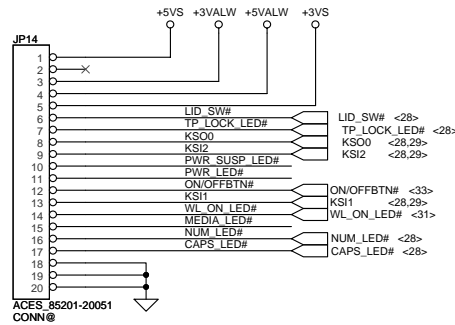 +5VS +3VALW +5VALW +3VS
JP14
1
2
3
4
5
6 LID_SW# LID_SW# <28>
7 TP_LOCK_LED# TP_LOCK_LED# <28>
8 KSO0 KSO0 <28,29>
9 KSI2 KSI2 <28,29>
10 PWR_SUSP_LED#
11 PWR_LED#
12 ON/OFFBTN# ON/OFFBTN# <33>
13 KSI1 KSI1 <28,29>
14 WL_ON_LED# WL_ON_LED# <31>
15 MEDIA_LED#
16 NUM_LED# NUM_LED# <28>
17 CAPS_LED# CAPS_LED# <28>
18
19
20
ACES_85201-20051
CONN@